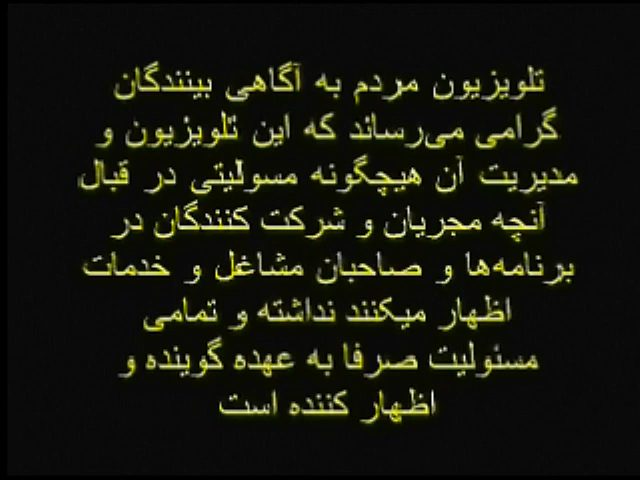 تلویزیون مردم به آگاهی بینندگان
گرامی می‌رساند که این تلویزیون و
مدیریت آن هیچگونه مسولیتی در قبال
آنچه مجریان و شرکت کنندگان در
برنامه‌ها و صاحبان مشاغل و خدمات
اظهار میکنند نداشته و تمامی
مسئولیت صرفا به عهده گوینده و
اظهار کننده است